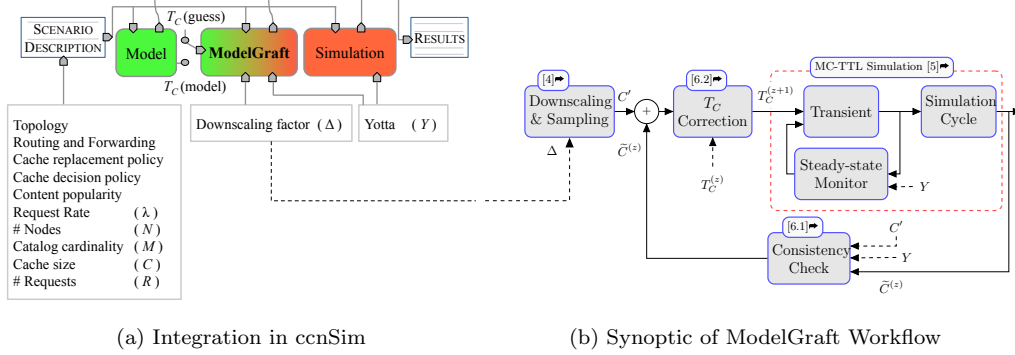 SCENARIO
DESCRIPTION
T_C(guess)
Model
T_C(model)
ModelGraft
Simulation
RESULTS
Topology
Routing and Forwarding
Cache replacement policy
Cache decision policy
Content popularity
Request Rate (λ)
# Nodes (N)
Catalog cardinality (M)
Cache size (C)
# Requests (R)
Downscaling factor (Δ)
Yotta (Y)
(a) Integration in ccnSim
[4]➦
Downscaling
& Sampling
Δ
C′
+
C̃^(z)
[6.2]➦
T_C
Correction
T_C^(z)
T_C^(z+1)
MC-TTL Simulation [5]➦
Transient
Simulation
Cycle
Steady-state
Monitor
Y
[6.1]➦
Consistency
Check
C′
Y
C̃^(z)
(b) Synoptic of ModelGraft Workflow